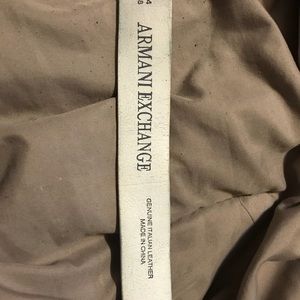 ARMANI EXCHANGE
GENUINE ITALIAN LEATHER
MADE IN CHINA